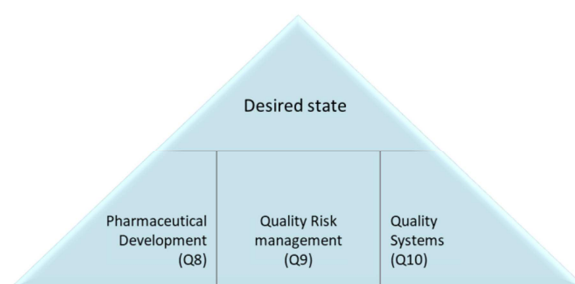 Desired state
Pharmaceutical
Development
(Q8)
Quality Risk
management
(Q9)
Quality
Systems
(Q10)